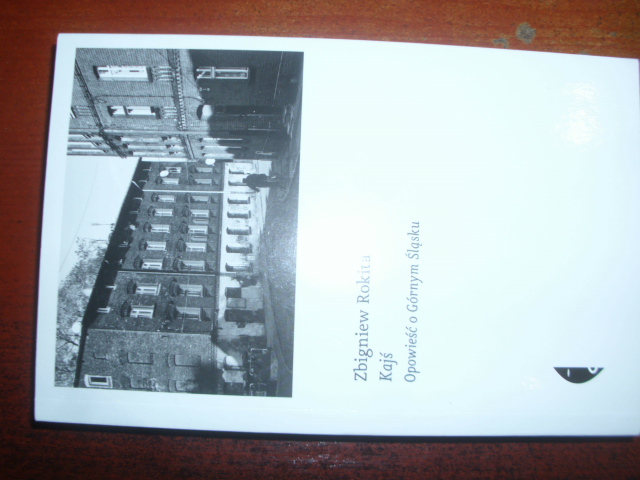 Zbigniew Rokita
Kajś
Opowieść o Górnym Śląsku